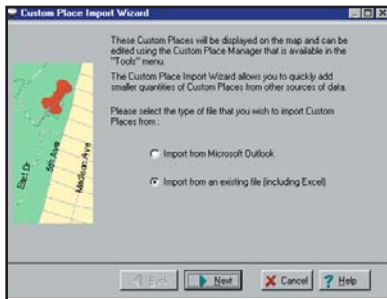 Custom Place Import Wizard
These Custom Places will be displayed on the map and can be
edited using the Custom Place Manager that is available in the
"Tools" menu.
The Custom Place Import Wizard allows you to quickly add
smaller quantities of Custom Places from other sources of data.
Please select the type of file that you wish to import Custom
Places from :
Import from Microsoft Outlook
Import from an existing file (including Excel)
East Dr
5th Ave
Madison Ave
Back
Next
Cancel
Help